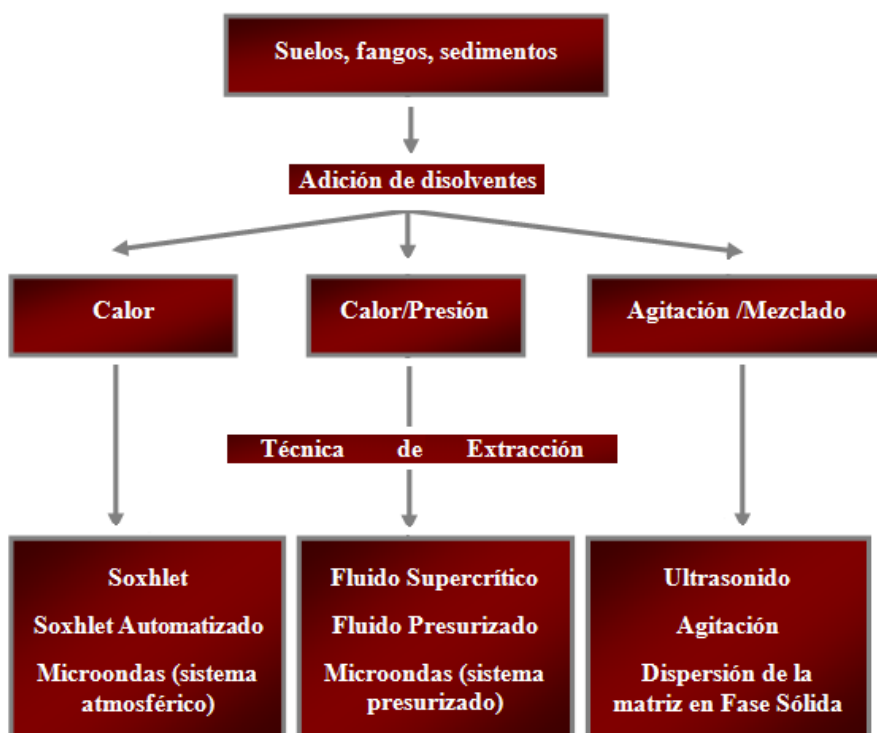 Suelos, fangos, sedimentos
Adición de disolventes
Calor
Calor/Presión
Agitación /Mezclado
Técnica de Extracción
Soxhlet
Soxhlet Automatizado
Microondas (sistema
atmosférico)
Fluido Supercrítico
Fluido Presurizado
Microondas (sistema
presurizado)
Ultrasonido
Agitación
Dispersión de la
matriz en Fase Sólida